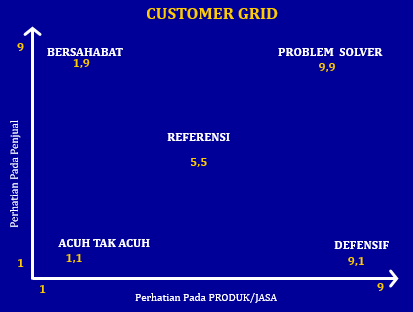 CUSTOMER GRID
9
BERSAHABAT
1,9
PROBLEM SOLVER
9,9
REFERENSI
5,5
Perhatian Pada Penjual
ACUH TAK ACUH
1,1
DEFENSIF
9,1
1
1
9
Perhatian Pada PRODUK/JASA